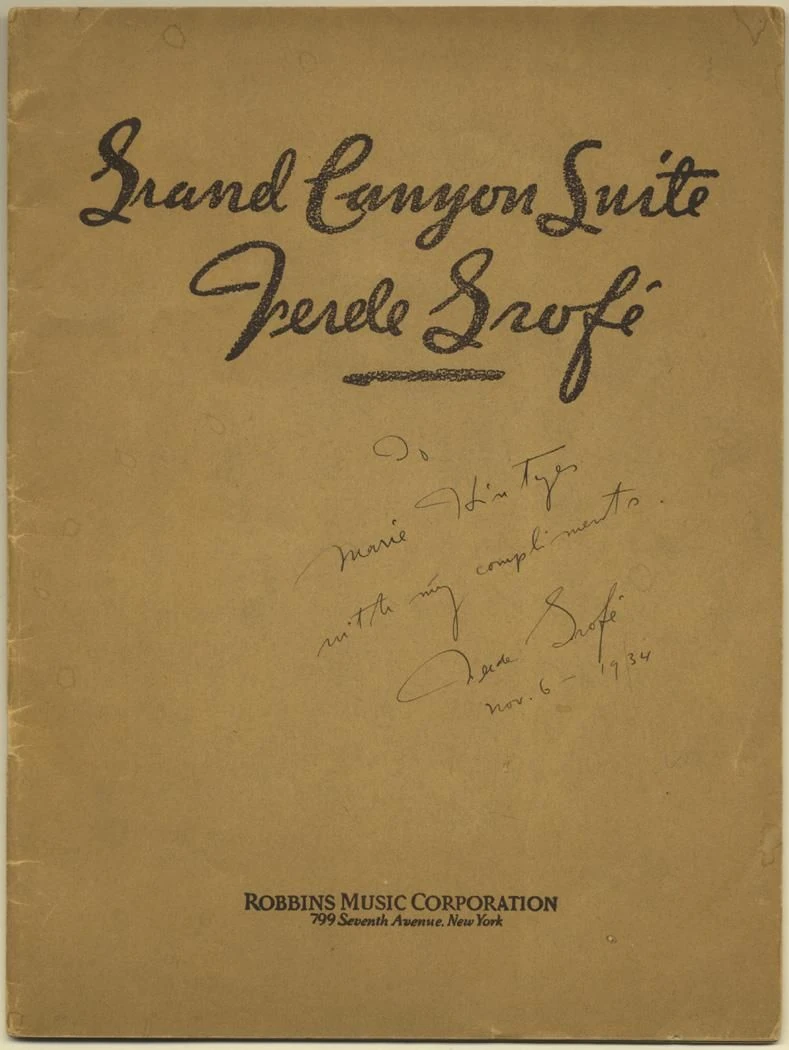 Grand Canyon Suite
Ferde Grofé
To
Marie
with my compliments.
Ferde Grofé
Nov. 6 - 1934
ROBBINS MUSIC CORPORATION
799 Seventh Avenue, New York